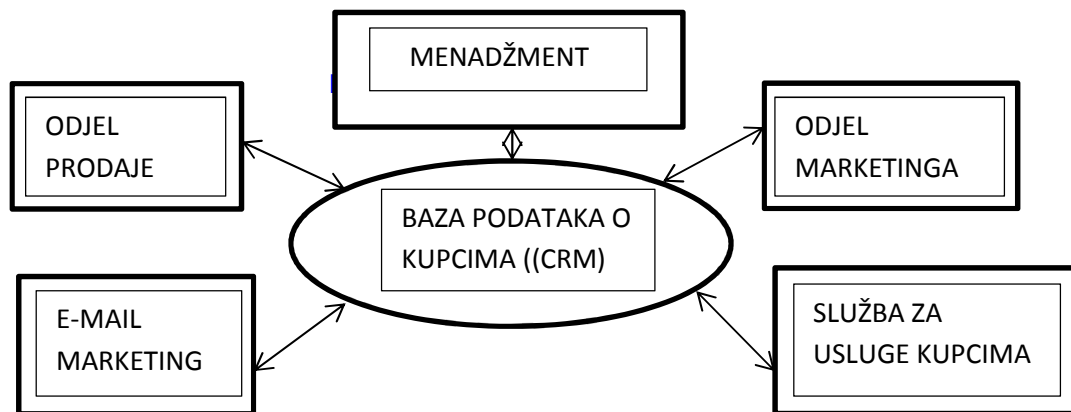 MENADŽMENT
ODJEL
PRODAJE
ODJEL
MARKETINGA
BAZA PODATAKA O
KUPCIMA ((CRM)
E-MAIL
MARKETING
SLUŽBA ZA
USLUGE KUPCIMA